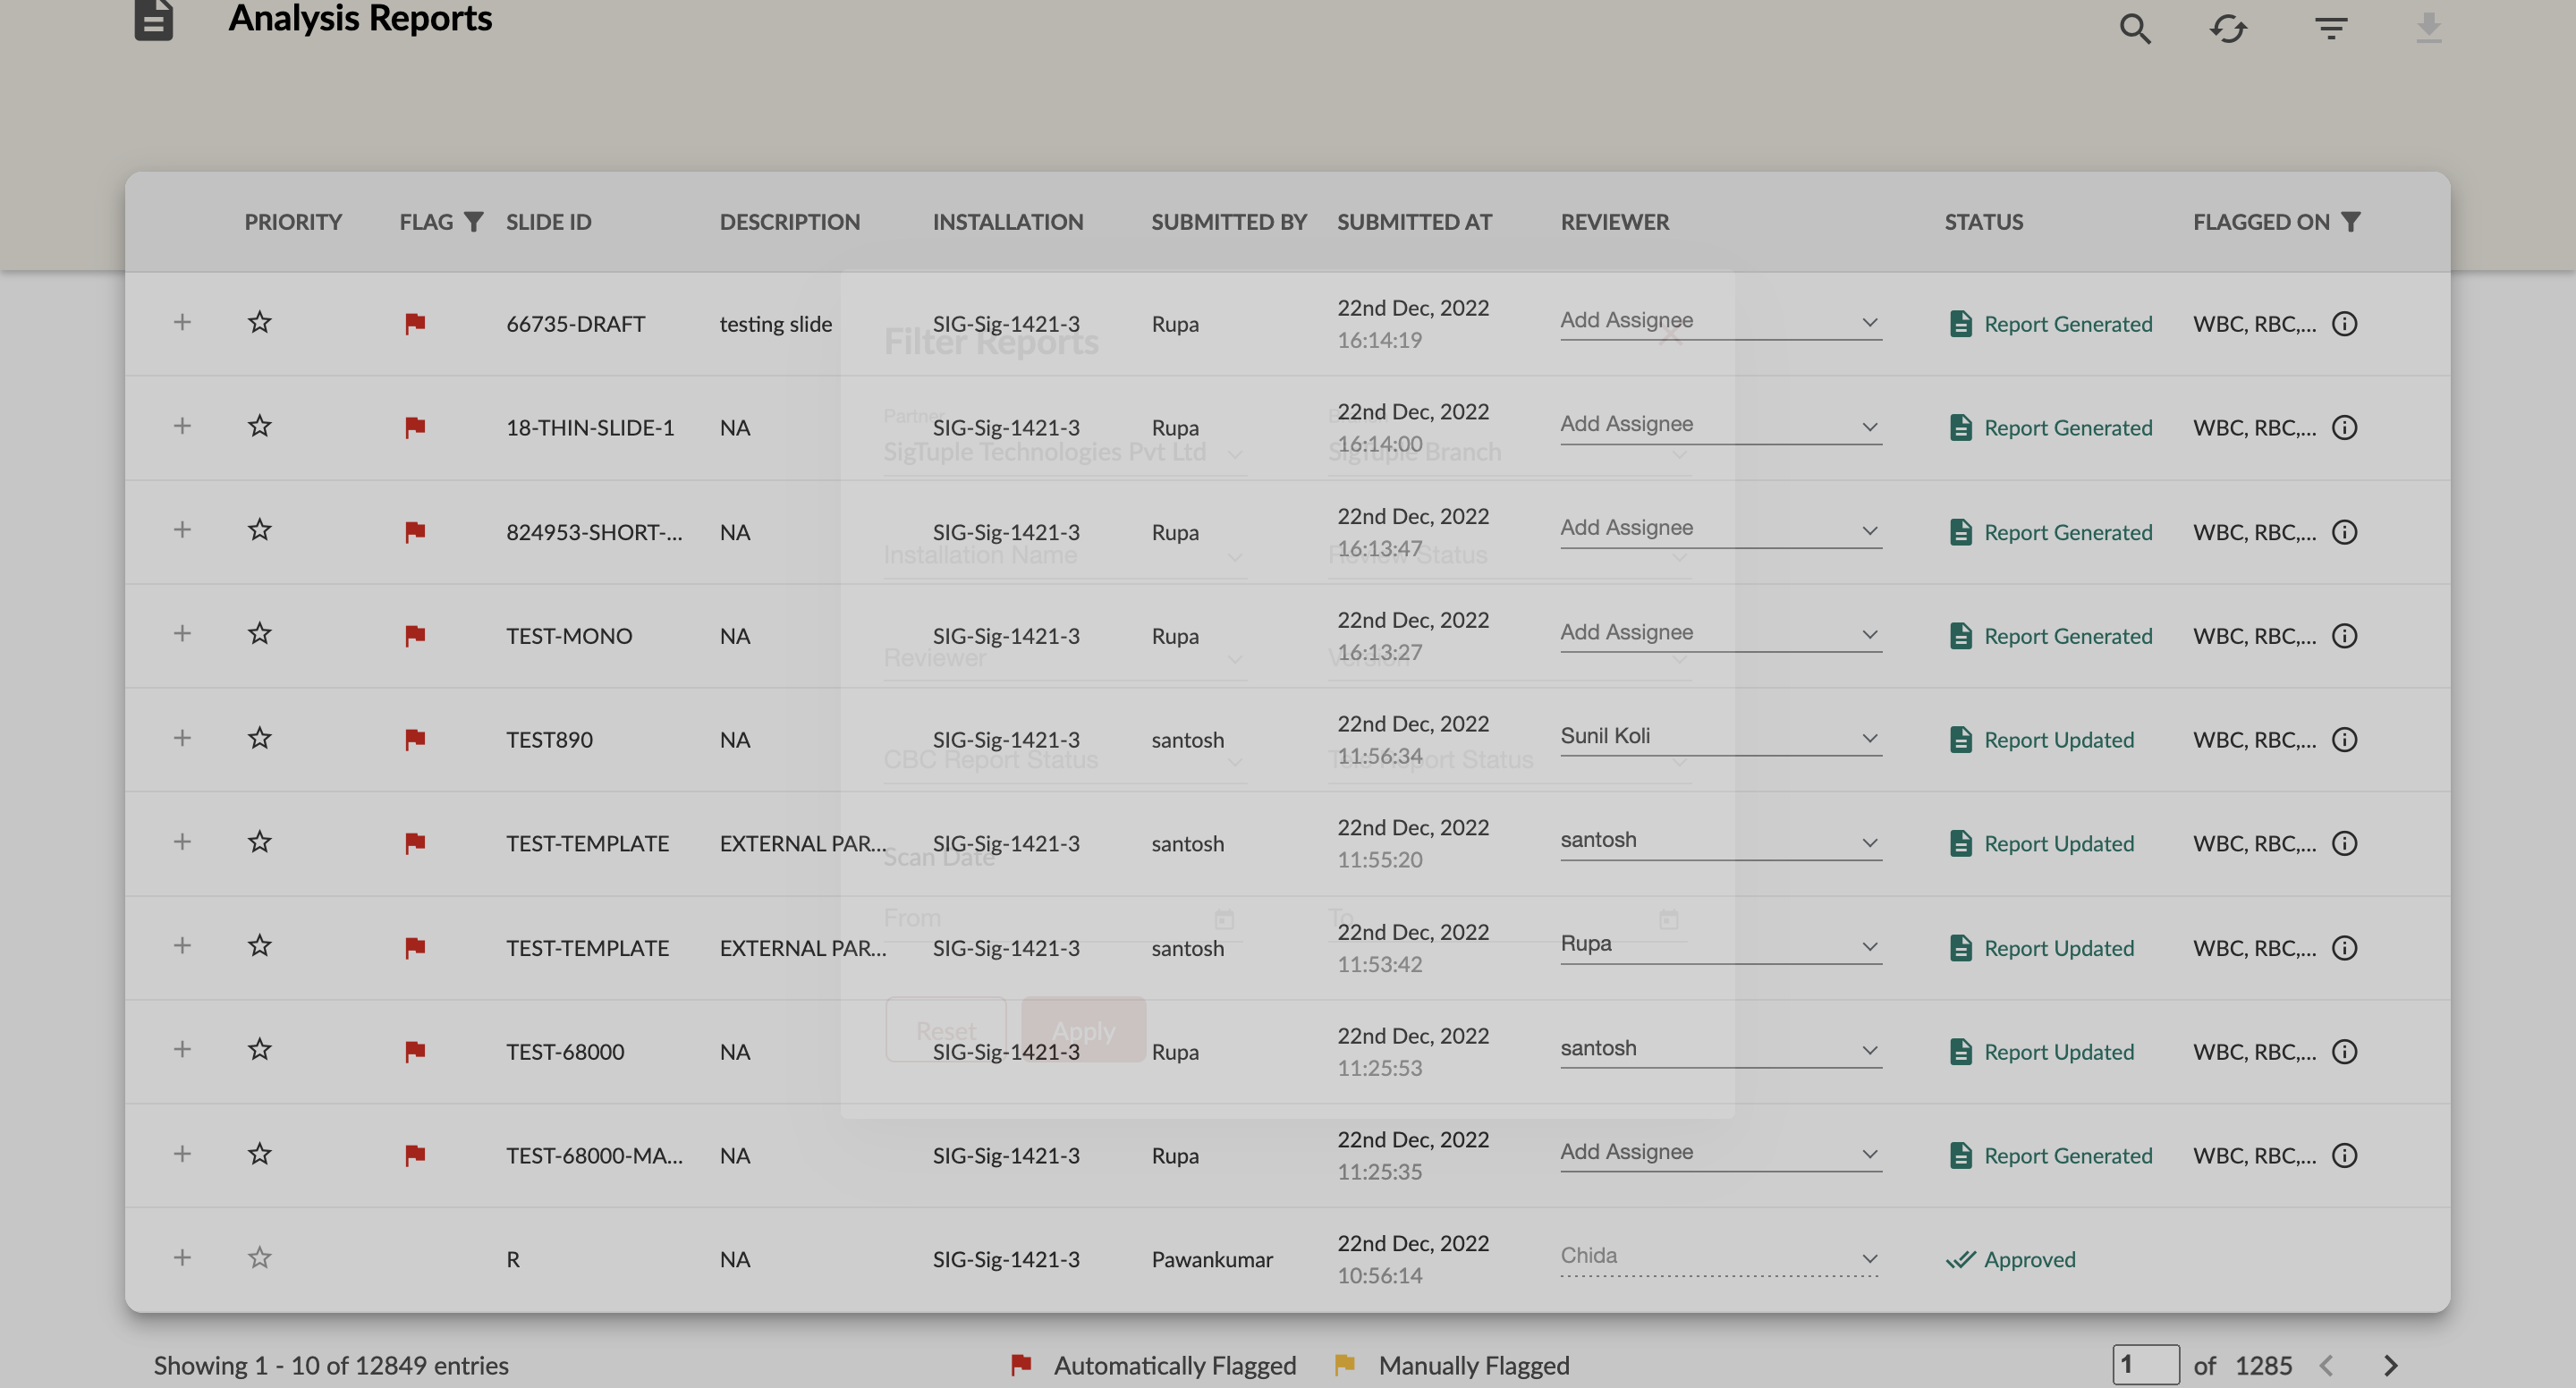 Analysis Reports
PRIORITY FLAG SLIDE ID DESCRIPTION INSTALLATION SUBMITTED BY SUBMITTED AT REVIEWER STATUS FLAGGED ON
66735-DRAFT testing slide SIG-Sig-1421-3 Rupa 22nd Dec, 2022 16:14:19 Add Assignee Report Generated WBC, RBC,...
Filter Reports
18-THIN-SLIDE-1 NA SIG-Sig-1421-3 Rupa 22nd Dec, 2022 16:14:00 Add Assignee Report Generated WBC, RBC,...
Partner
SigTuple Technologies Pvt Ltd SigTuple Branch
824953-SHORT-... NA SIG-Sig-1421-3 Rupa 22nd Dec, 2022 16:13:47 Add Assignee Report Generated WBC, RBC,...
Installation Name Review Status
TEST-MONO NA SIG-Sig-1421-3 Rupa 22nd Dec, 2022 16:13:27 Add Assignee Report Generated WBC, RBC,...
Reviewer Version
TEST890 NA SIG-Sig-1421-3 santosh 22nd Dec, 2022 11:56:34 Sunil Koli Report Updated WBC, RBC,...
CBC Report Status Report Status
TEST-TEMPLATE EXTERNAL PAR... SIG-Sig-1421-3 santosh 22nd Dec, 2022 11:55:20 santosh Report Updated WBC, RBC,...
Scan Date
From To
TEST-TEMPLATE EXTERNAL PAR... SIG-Sig-1421-3 santosh 22nd Dec, 2022 11:53:42 Rupa Report Updated WBC, RBC,...
Reset Apply
TEST-68000 NA SIG-Sig-1421-3 Rupa 22nd Dec, 2022 11:25:53 santosh Report Updated WBC, RBC,...
TEST-68000-MA... NA SIG-Sig-1421-3 Rupa 22nd Dec, 2022 11:25:35 Add Assignee Report Generated WBC, RBC,...
R NA SIG-Sig-1421-3 Pawankumar 22nd Dec, 2022 10:56:14 Chida Approved
Showing 1 - 10 of 12849 entries Automatically Flagged Manually Flagged 1 of 1285